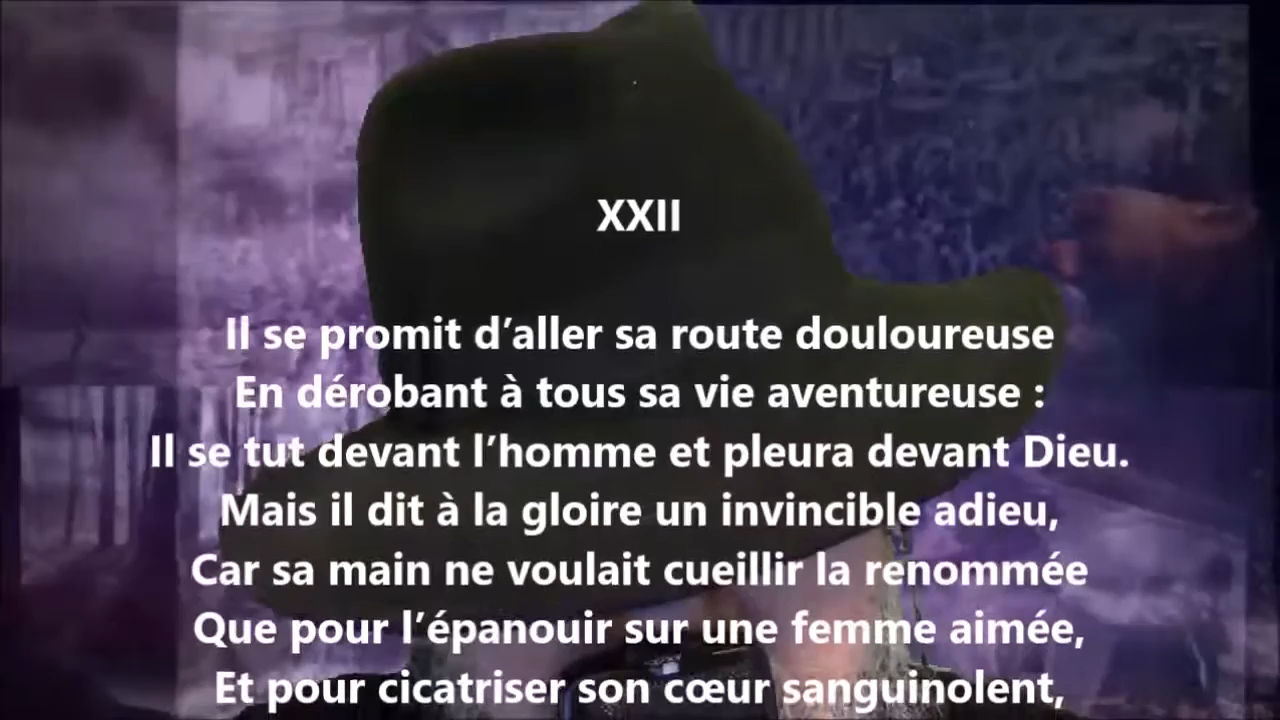 XXII
Il se promit d’aller sa route douloureuse
En dérobant à tous sa vie aventureuse :
Il se tut devant l’homme et pleura devant Dieu.
Mais il dit à la gloire un invincible adieu,
Car sa main ne voulait cueillir la renommée
Que pour l’épanouir sur une femme aimée,
Et pour cicatriser son cœur sanguinolent,